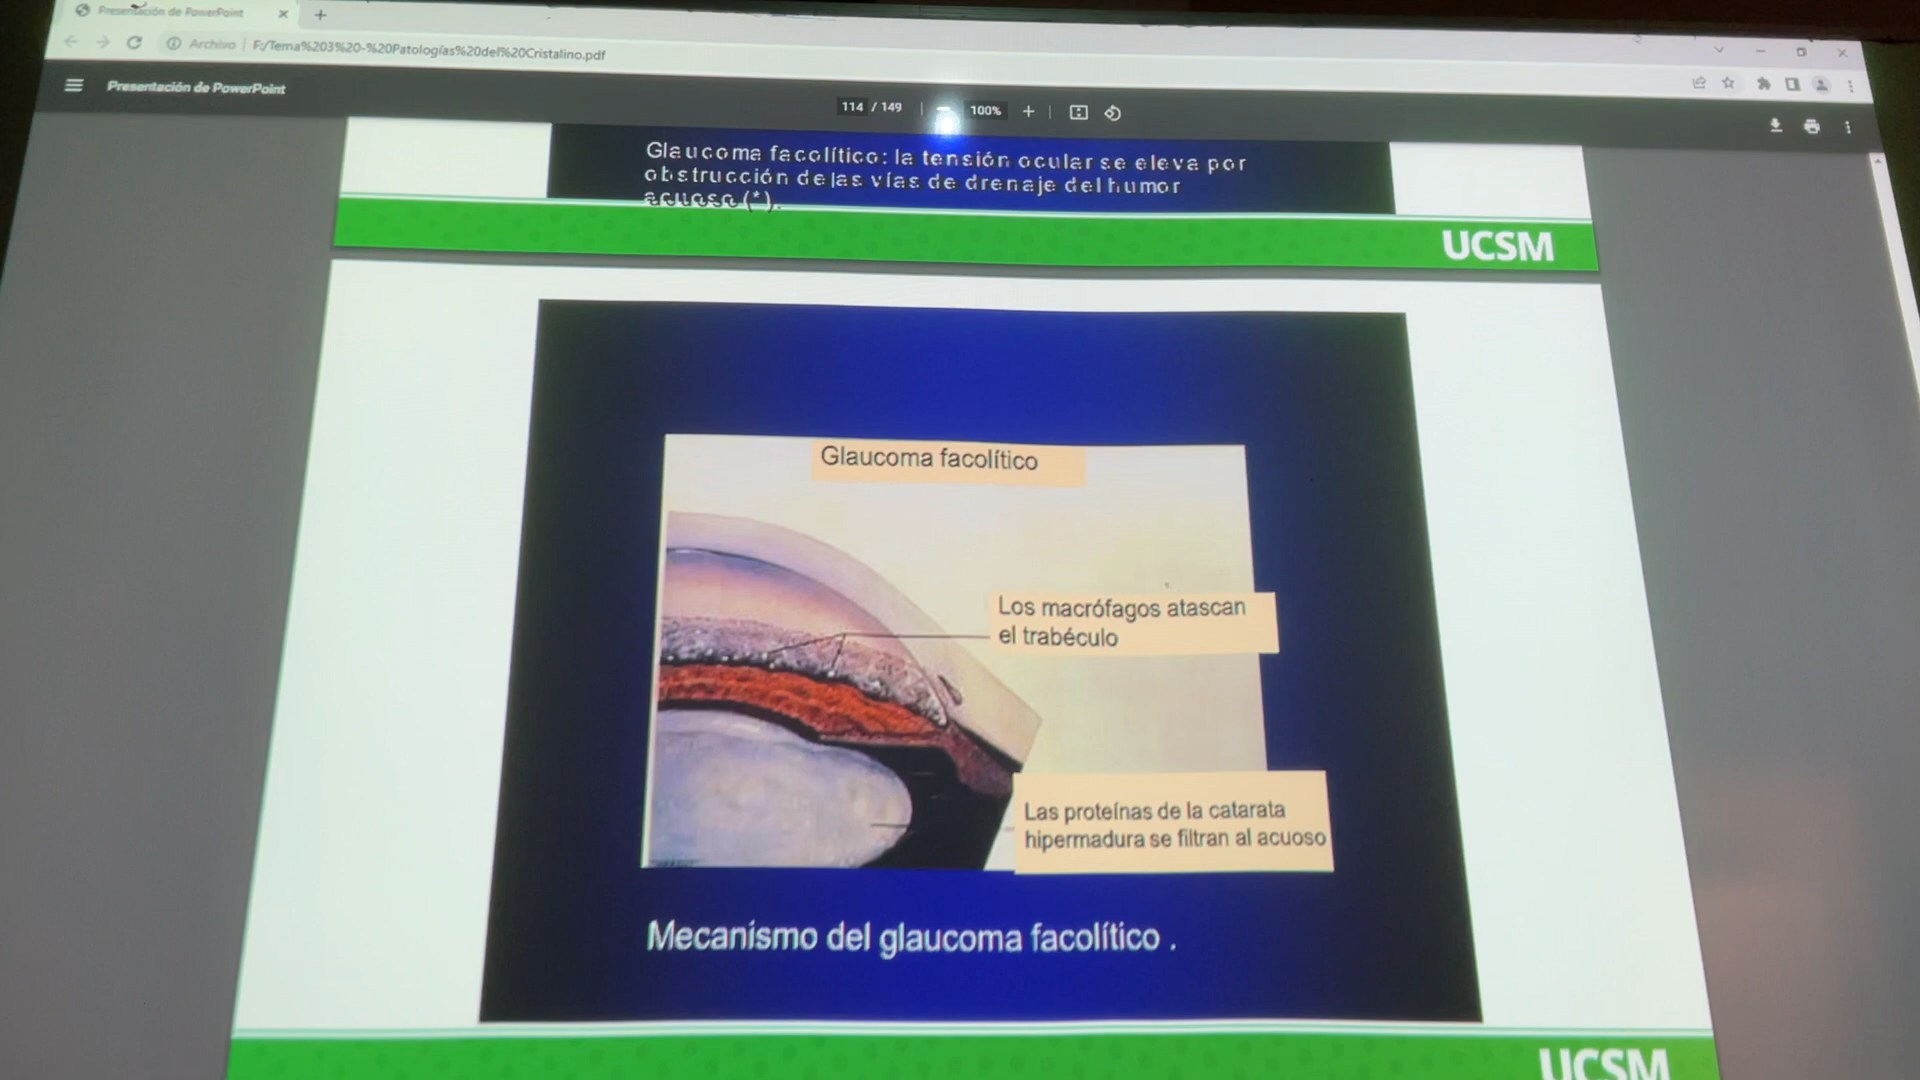 Presentación de PowerPoint
Archivo F:/Tema%203%20-%20Patologías%20del%20Cristalino.pdf
Presentación de PowerPoint
114 / 149
100%
Glaucoma facolítico: la tensión ocular se eleva por
obstrucción de las vías de drenaje del humor
acuoso (*).
UCSM
Glaucoma facolítico
Los macrófagos atascan
el trabéculo
Las proteínas de la catarata
hipermadura se filtran al acuoso
Mecanismo del glaucoma facolítico .
UCSM